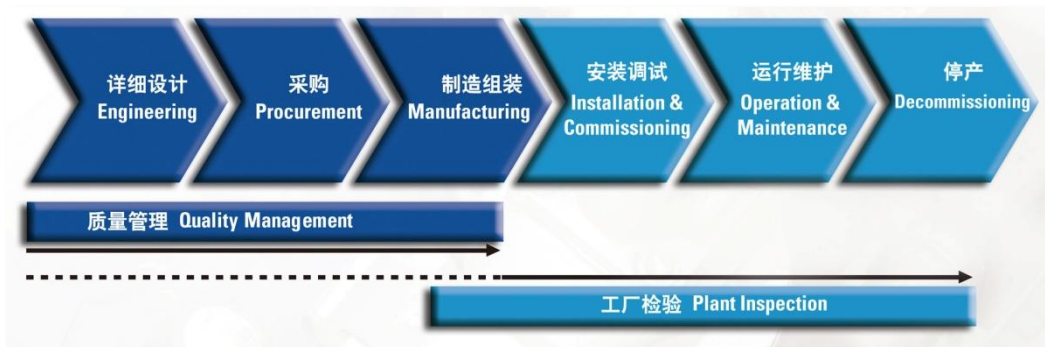 详细设计
Engineering
采购
Procurement
制造组装
Manufacturing
安装调试
Installation &
Commissioning
运行维护
Operation &
Maintenance
停产
Decommissioning
质量管理 Quality Management
工厂检验 Plant Inspection